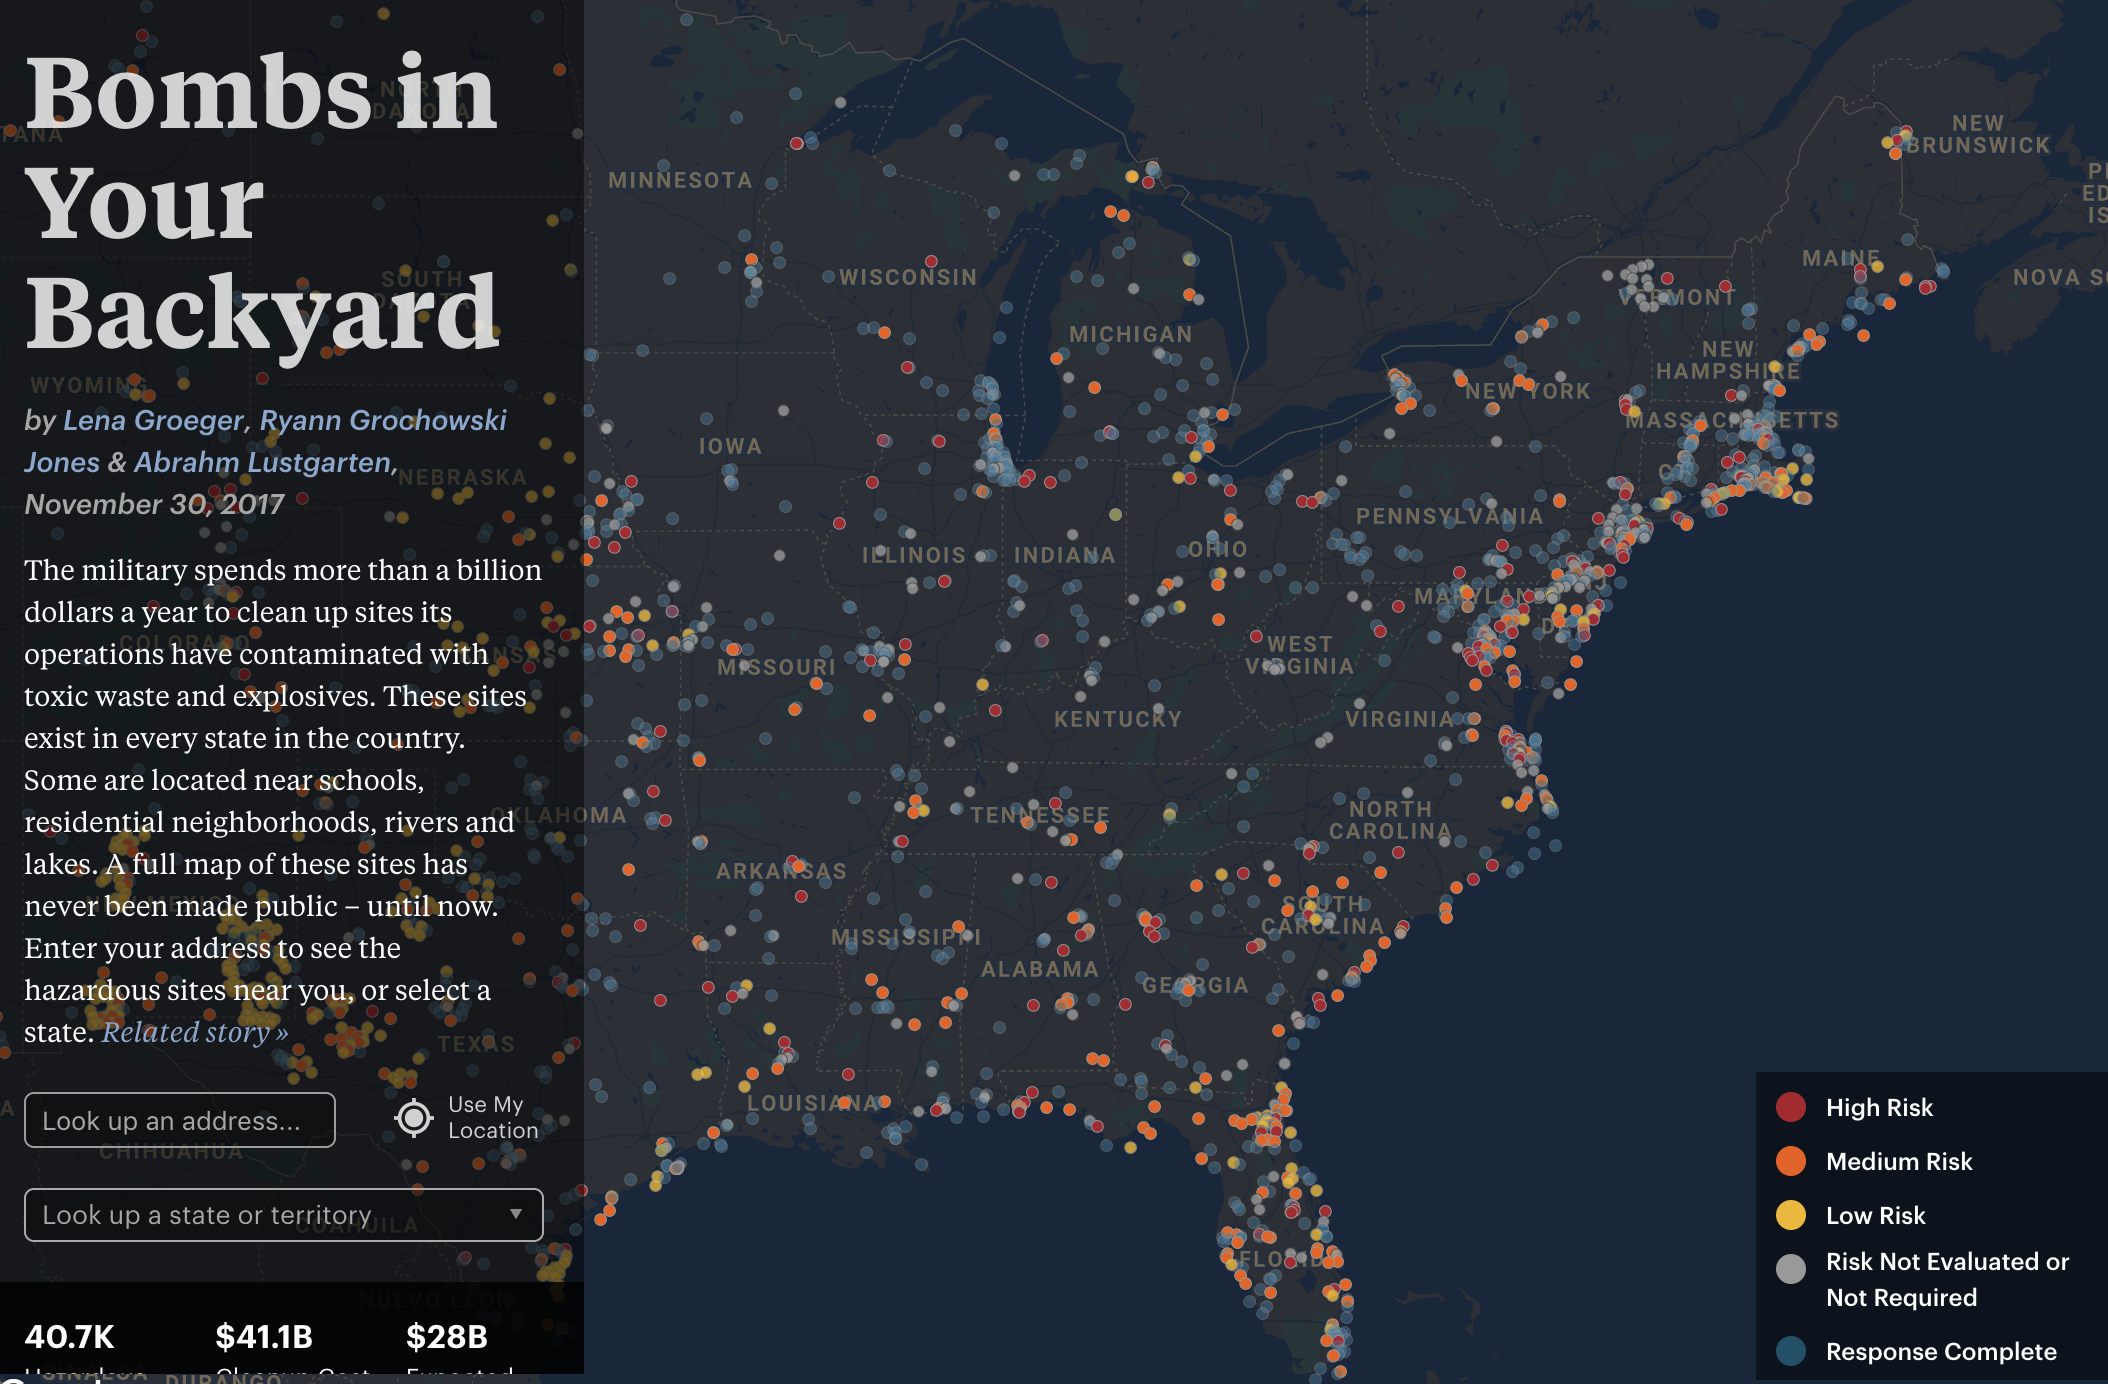 Bombs in
Your
Backyard
by Lena Groeger, Ryann Grochowski
Jones & Abrahm Lustgarten,
November 30, 2017
The military spends more than a billion
dollars a year to clean up sites its
operations have contaminated with
toxic waste and explosives. These sites
exist in every state in the country.
Some are located near schools,
residential neighborhoods, rivers and
lakes. A full map of these sites has
never been made public – until now.
Enter your address to see the
hazardous sites near you, or select a
state. Related story »
Look up an address...
Use My
Location
Look up a state or territory
40.7K
$41.1B
$28B
NORTH
DAKOTA
SOUTH
WYOMING
NEBRASKA
COLORADO
OKLAHOMA
TEXAS
CHIHUAHUA
COAHUILA
NUEVO LEÓN
SINALOA
DURANGO
MINNESOTA
WISCONSIN
MICHIGAN
IOWA
ILLINOIS
INDIANA
OHIO
PENNSYLVANIA
NEW YORK
VERMONT
NEW
HAMPSHIRE
MASSACHUSETTS
MAINE
NEW
BRUNSWICK
NOVA SC
MARYLAN
WEST
VIRGINIA
VIRGINIA
KENTUCKY
MISSOURI
TENNESSEE
NORTH
CAROLINA
ARKANSAS
SOUTH
CAROLINA
MISSISSIPPI
ALABAMA
GEORGIA
LOUISIANA
FLORID
High Risk
Medium Risk
Low Risk
Risk Not Evaluated or
Not Required
Response Complete